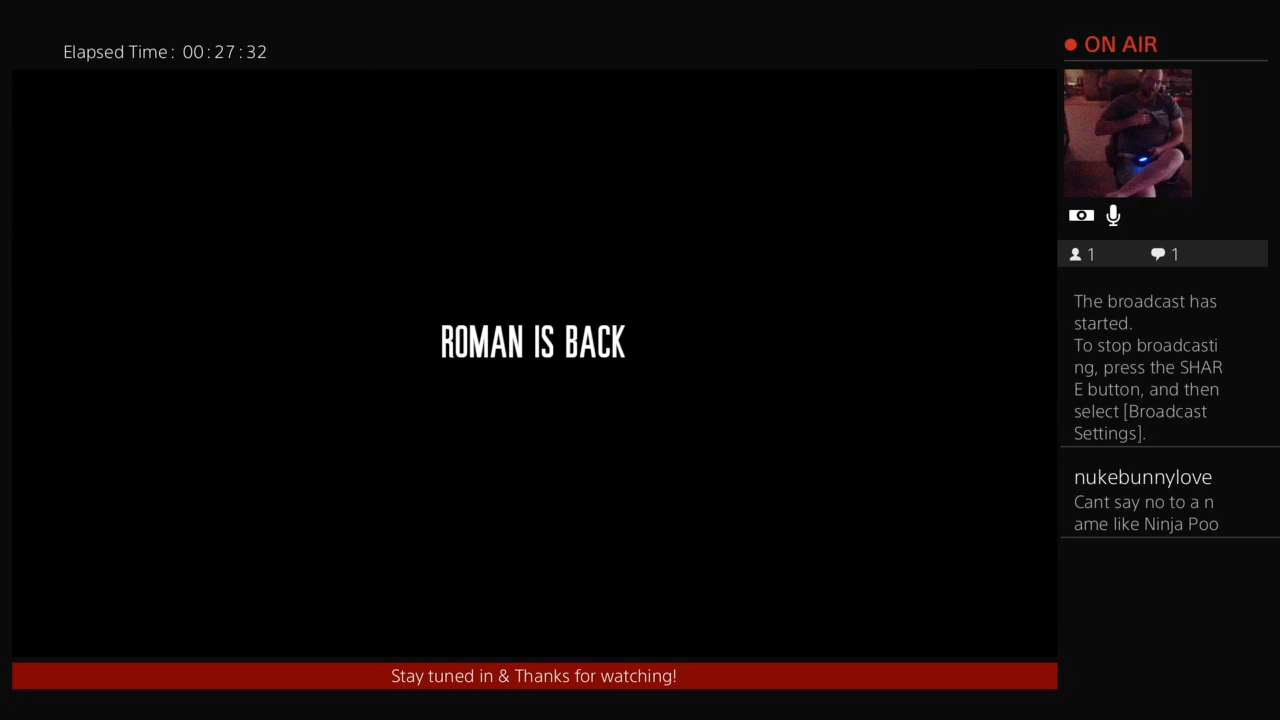 Elapsed Time: 00:27:32
ON AIR
ROMAN IS BACK
1 1
The broadcast has
started.
To stop broadcasti
ng, press the SHAR
E button, and then
select [Broadcast
Settings].
nukebunnylove
Cant say no to a n
ame like Ninja Poo
Stay tuned in & Thanks for watching!